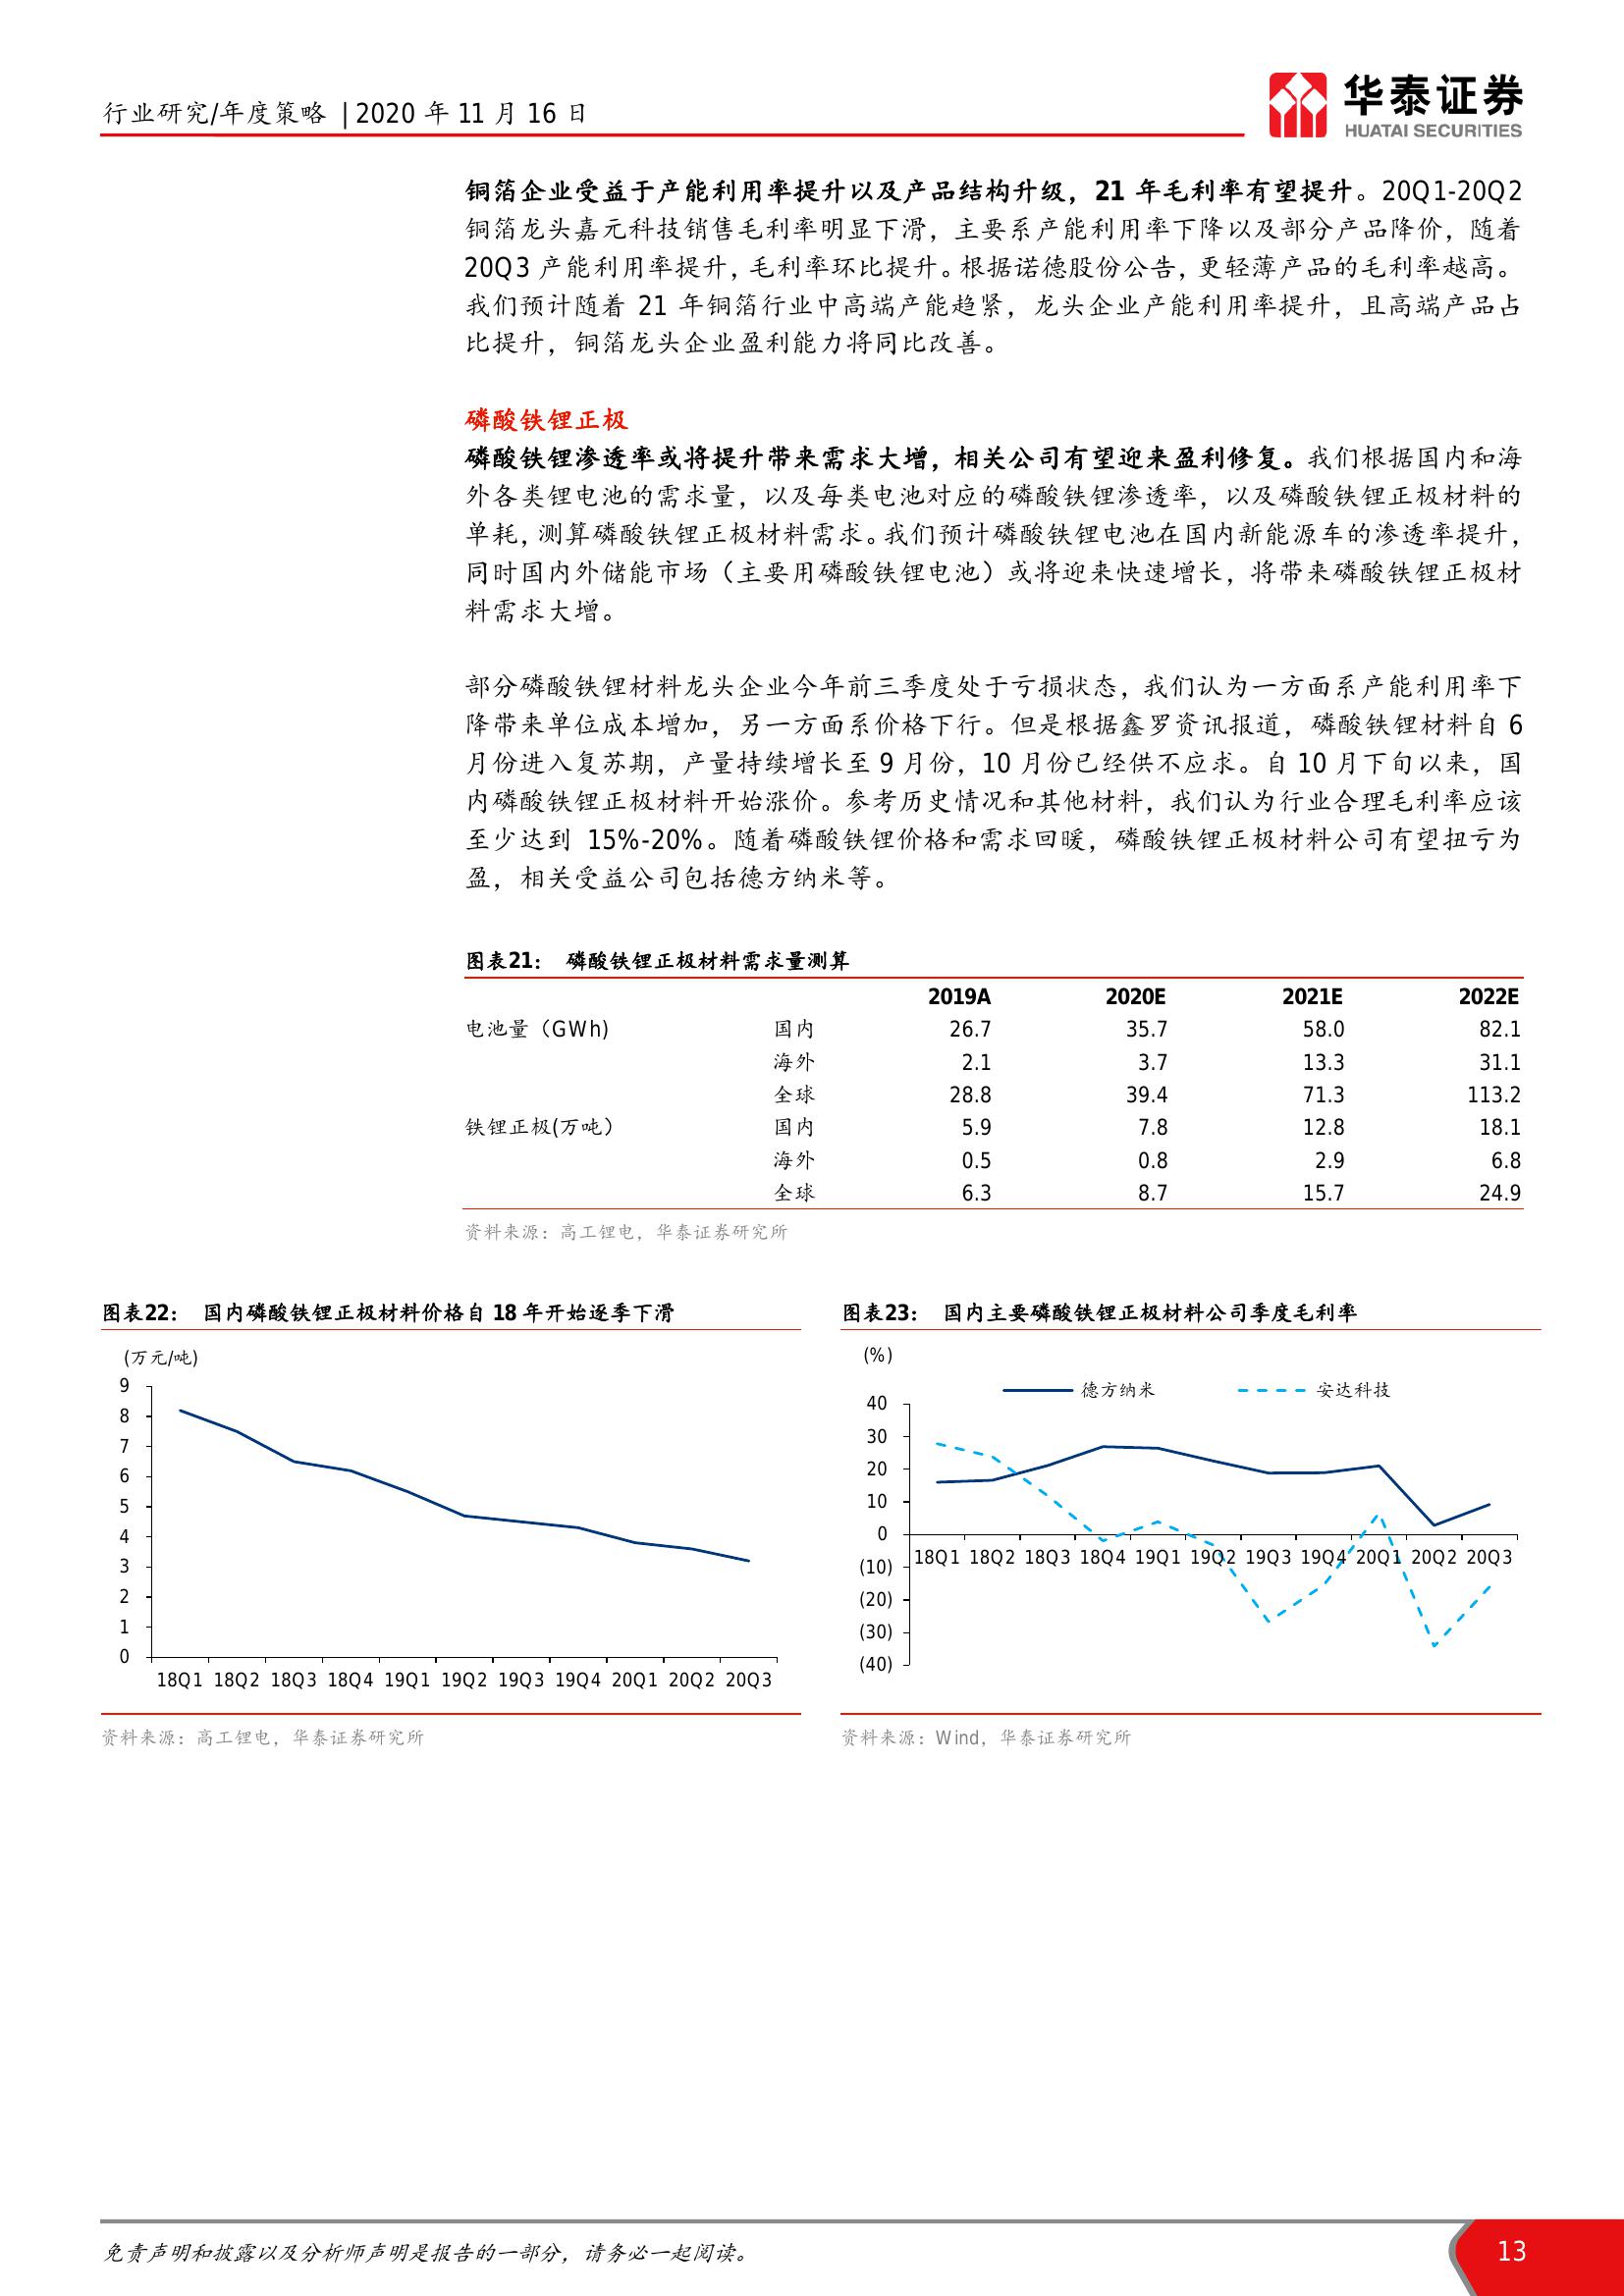 行业研究/年度策略 | 2020 年 11 月 16 日
华泰证券
HUATAI SECURITIES
铜箔企业受益于产能利用率提升以及产品结构升级，21 年毛利率有望提升。20Q1-20Q2
铜箔龙头嘉元科技销售毛利率明显下滑，主要系产能利用率下降以及部分产品降价，随着
20Q3 产能利用率提升，毛利率环比提升。根据诺德股份公告，更轻薄产品的毛利率越高。
我们预计随着 21 年铜箔行业中高端产能趋紧，龙头企业产能利用率提升，且高端产品占
比提升，铜箔龙头企业盈利能力将同比改善。
磷酸铁锂正极
磷酸铁锂渗透率或将提升带来需求大增，相关公司有望迎来盈利修复。我们根据国内和海
外各类锂电池的需求量，以及每类电池对应的磷酸铁锂渗透率，以及磷酸铁锂正极材料的
单耗，测算磷酸铁锂正极材料需求。我们预计磷酸铁锂电池在国内新能源车的渗透率提升，
同时国内外储能市场（主要用磷酸铁锂电池）或将迎来快速增长，将带来磷酸铁锂正极材
料需求大增。
部分磷酸铁锂材料龙头企业今年前三季度处于亏损状态，我们认为一方面系产能利用率下
降带来单位成本增加，另一方面系价格下行。但是根据鑫罗资讯报道，磷酸铁锂材料自 6
月份进入复苏期，产量持续增长至 9 月份，10 月份已经供不应求。自 10 月下旬以来，国
内磷酸铁锂正极材料开始涨价。参考历史情况和其他材料，我们认为行业合理毛利率应该
至少达到 15%-20%。随着磷酸铁锂价格和需求回暖，磷酸铁锂正极材料公司有望扭亏为
盈，相关受益公司包括德方纳米等。
图表21： 磷酸铁锂正极材料需求量测算
2019A 2020E 2021E 2022E
电池量（GWh) 国内 26.7 35.7 58.0 82.1
海外 2.1 3.7 13.3 31.1
全球 28.8 39.4 71.3 113.2
铁锂正极(万吨） 国内 5.9 7.8 12.8 18.1
海外 0.5 0.8 2.9 6.8
全球 6.3 8.7 15.7 24.9
资料来源：高工锂电，华泰证券研究所
图表22： 国内磷酸铁锂正极材料价格自 18 年开始逐季下滑
(万元/吨)
9
8
7
6
5
4
3
2
1
0
18Q1 18Q2 18Q3 18Q4 19Q1 19Q2 19Q3 19Q4 20Q1 20Q2 20Q3
资料来源：高工锂电，华泰证券研究所
图表23： 国内主要磷酸铁锂正极材料公司季度毛利率
(%)
德方纳米 安达科技
40
30
20
10
0
(10)
(20)
(30)
(40)
18Q1 18Q2 18Q3 18Q4 19Q1 19Q2 19Q3 19Q4 20Q1 20Q2 20Q3
资料来源：Wind，华泰证券研究所
免责声明和披露以及分析师声明是报告的一部分，请务必一起阅读。
13